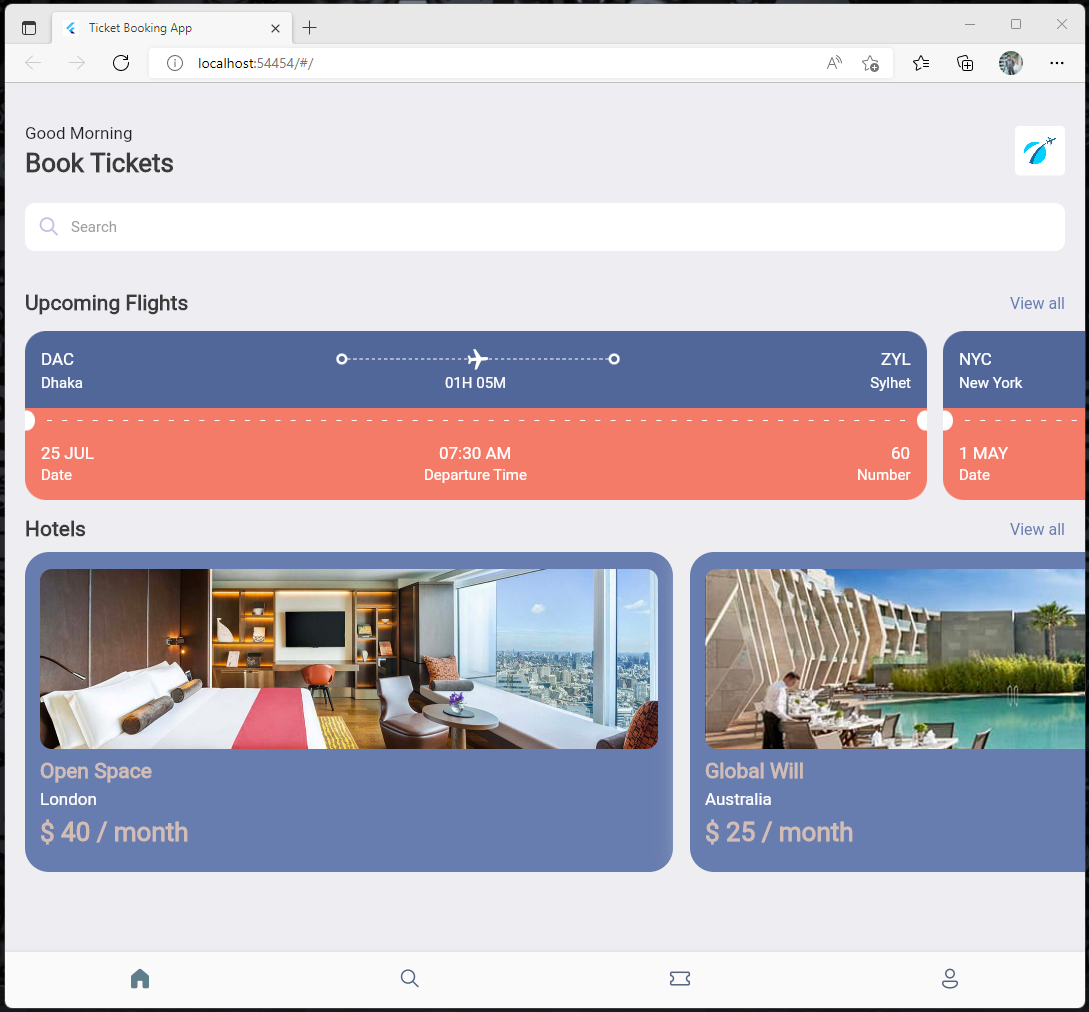 Ticket Booking App
localhost:54454/#/
Good Morning
Book Tickets
Search
Upcoming Flights View all
DAC ZYL NYC
Dhaka 01H 05M Sylhet New York
25 JUL 07:30 AM 60 1 MAY
Date Departure Time Number Date
Hotels View all
Open Space Global Will
London Australia
$ 40 / month $ 25 / month